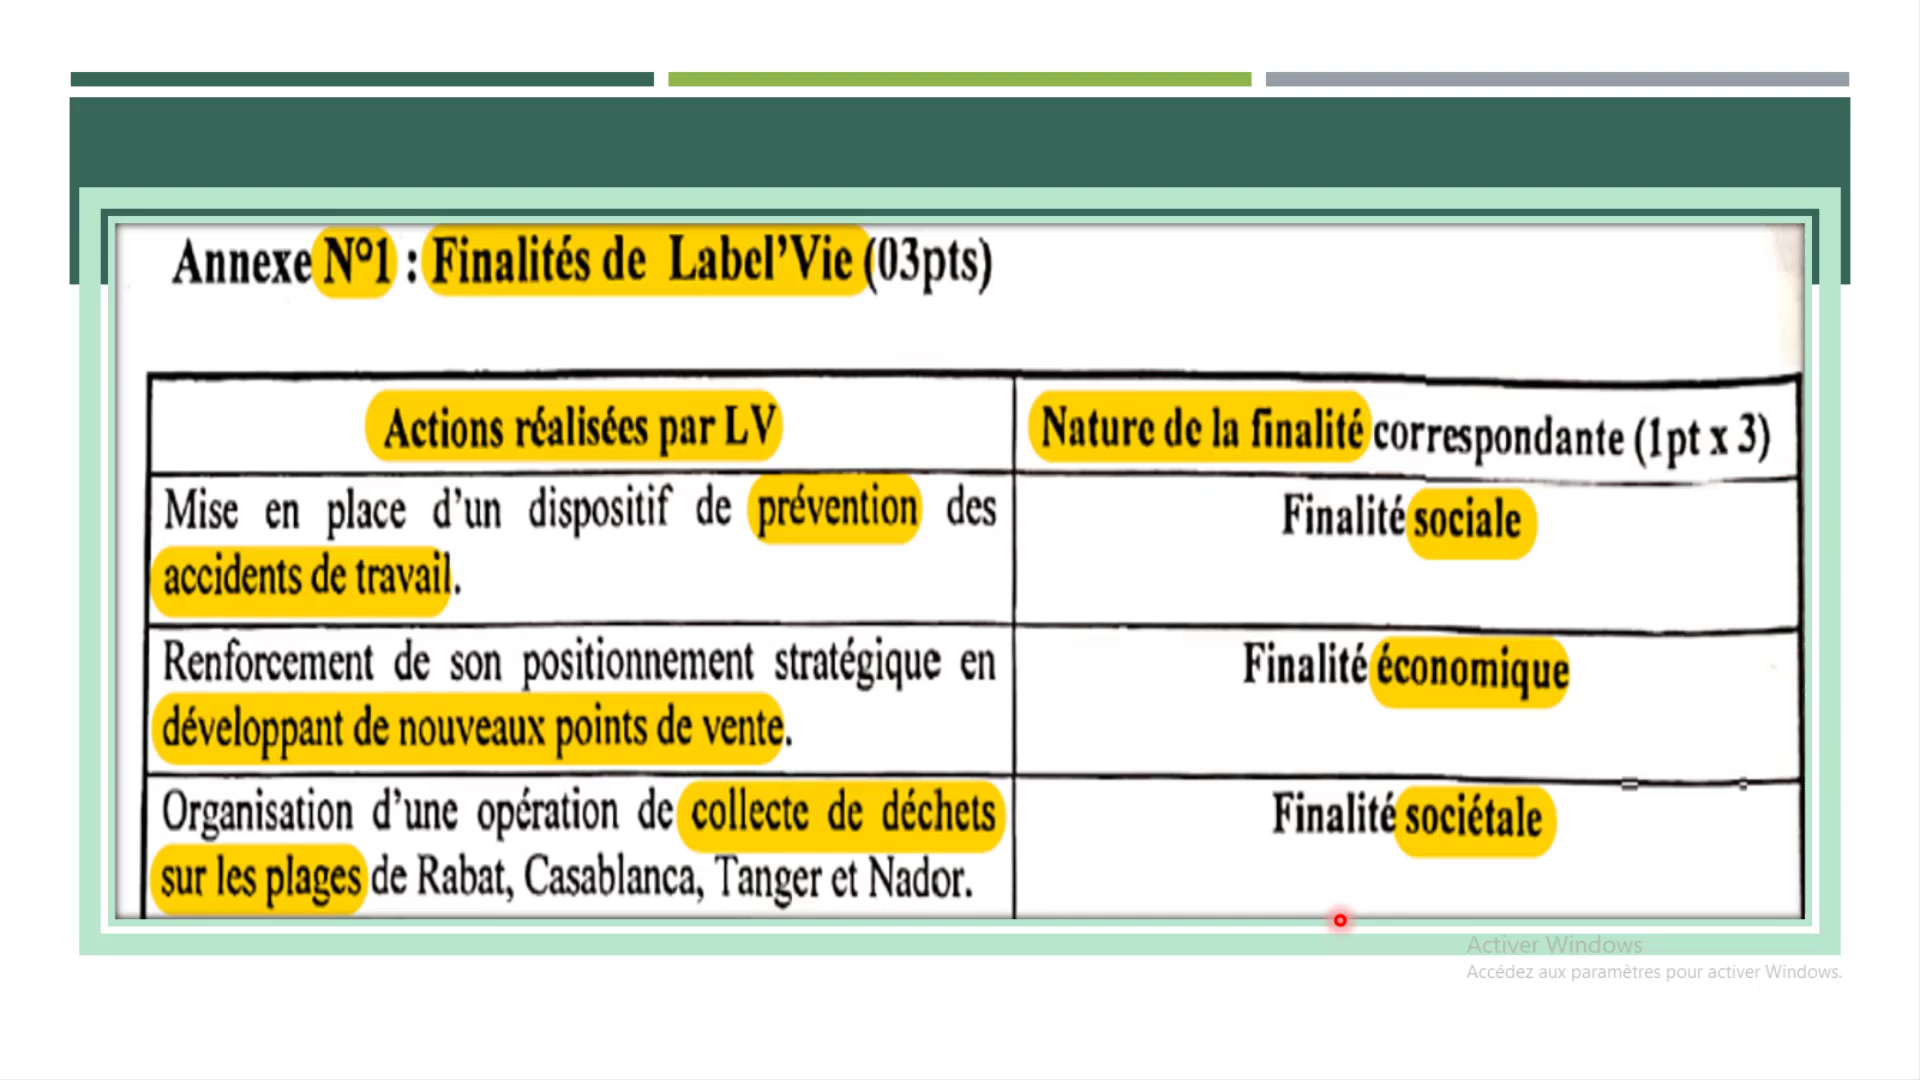 Annexe N°1 : Finalités de Label'Vie (03pts)
Actions réalisées par LV
Nature de la finalité correspondante (1pt x 3)
Mise en place d'un dispositif de prévention des
accidents de travail.
Finalité sociale
Renforcement de son positionnement stratégique en
développant de nouveaux points de vente.
Finalité économique
Organisation d'une opération de collecte de déchets
sur les plages de Rabat, Casablanca, Tanger et Nador.
Finalité sociétale
Activer Windows
Accédez aux paramètres pour activer Windows.